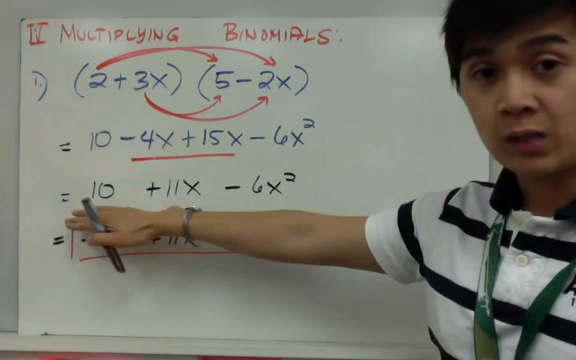 IV MULTIPLYING BINOMIALS:
1) (2+3x) (5-2x)
= 10 - 4x + 15x - 6x²
= 10 + 11x - 6x²
=